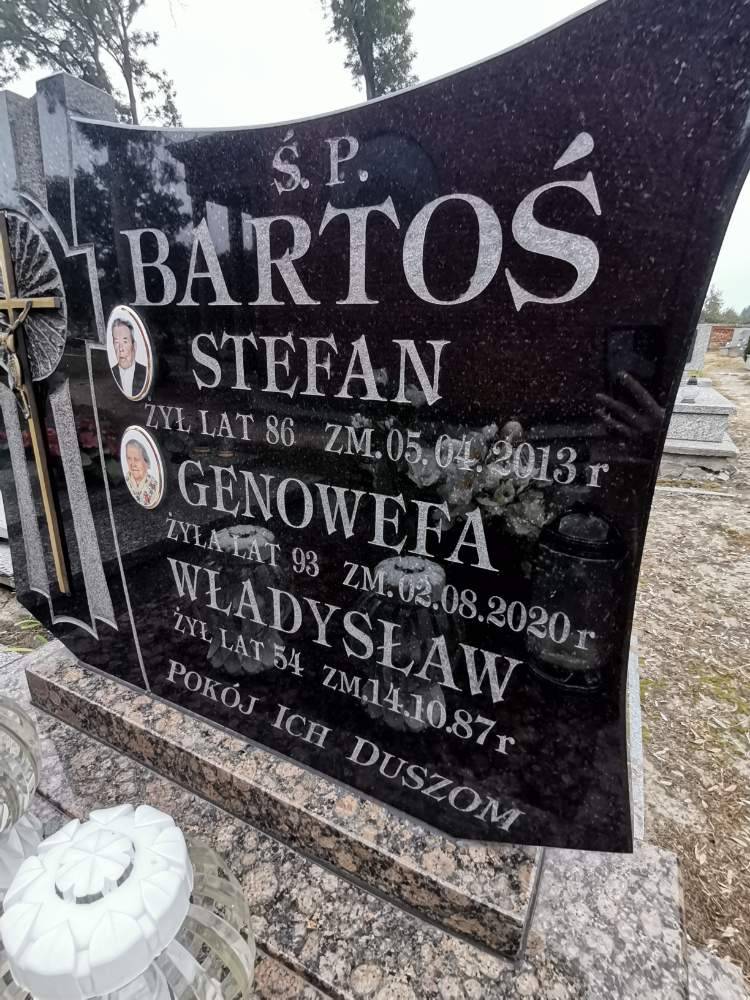 Ś. P.
BARTOŚ
STEFAN
ŻYŁ LAT 86 ZM. 05. 04. 2013 r
GENOWEFA
ŻYŁA LAT 93 ZM. 02.08.2020 r
WŁADYSŁAW
ŻYŁ LAT 54 ZM. 14.10.87 r
POKÓJ ICH DUSZOM